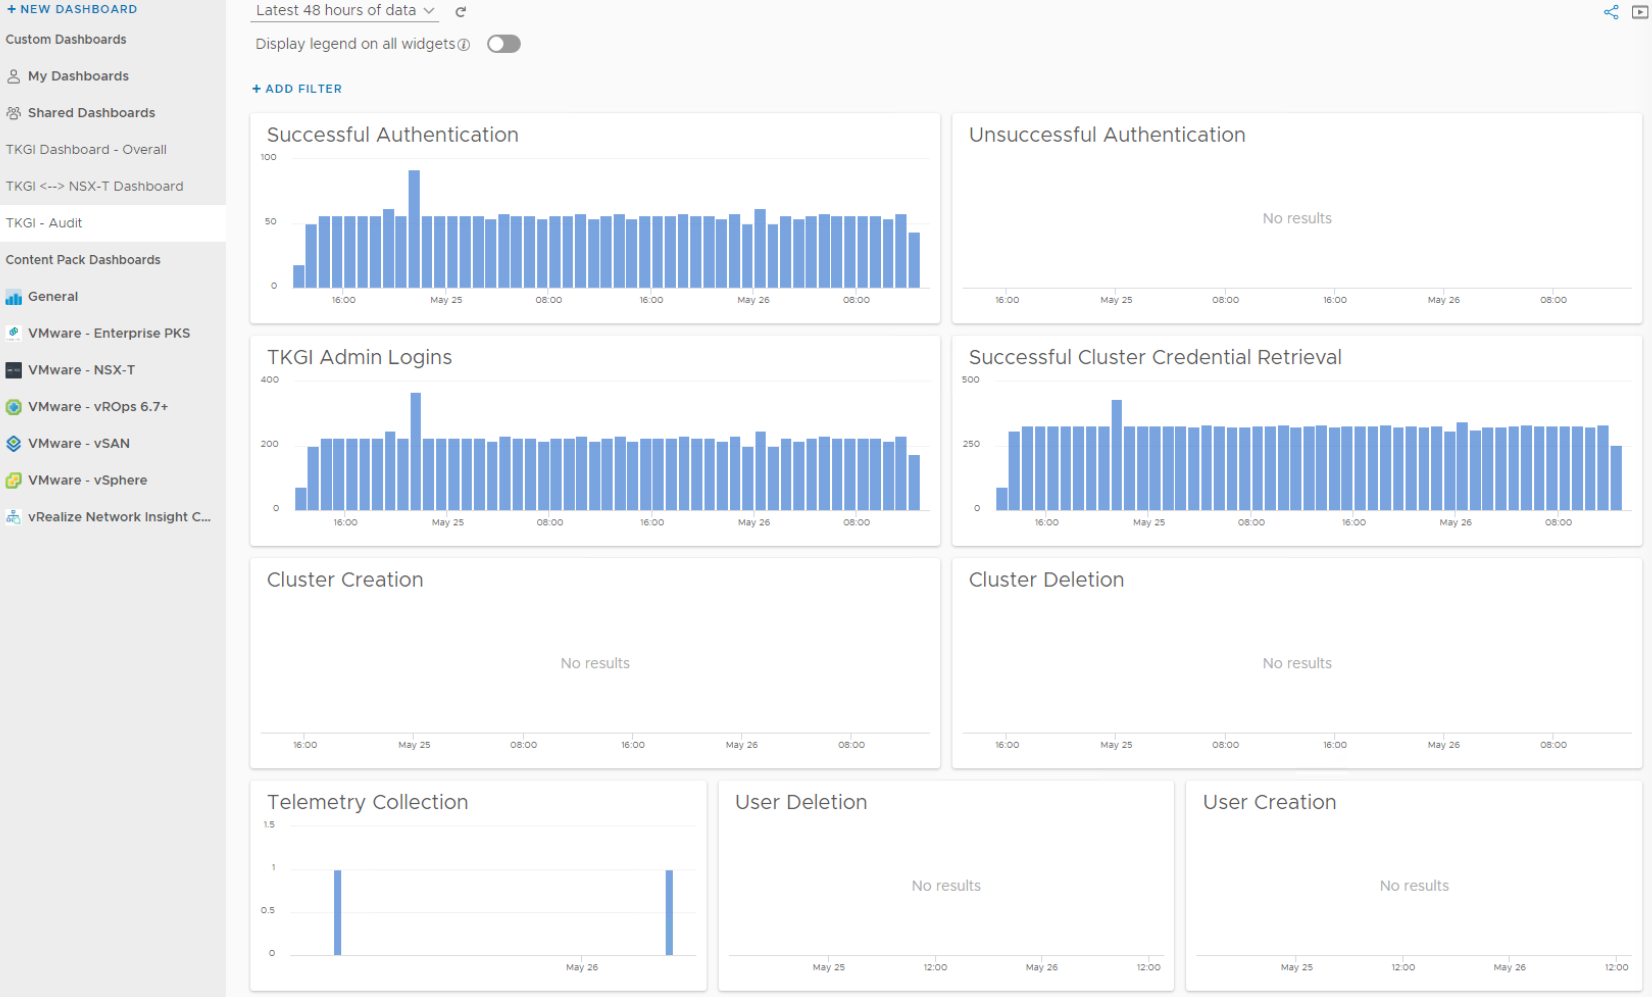 + NEW DASHBOARD
Custom Dashboards
My Dashboards
Shared Dashboards
TKGI Dashboard - Overall
TKGI <--> NSX-T Dashboard
TKGI - Audit
Content Pack Dashboards
General
VMware - Enterprise PKS
VMware - NSX-T
VMware - vROps 6.7+
VMware - vSAN
VMware - vSphere
vRealize Network Insight C...
Latest 48 hours of data
Display legend on all widgets
+ ADD FILTER
Successful Authentication
100
50
0
16:00 May 25 08:00 16:00 May 26 08:00
Unsuccessful Authentication
No results
16:00 May 25 08:00 16:00 May 26 08:00
TKGI Admin Logins
400
200
0
16:00 May 25 08:00 16:00 May 26 08:00
Successful Cluster Credential Retrieval
500
250
0
16:00 May 25 08:00 16:00 May 26 08:00
Cluster Creation
No results
16:00 May 25 08:00 16:00 May 26 08:00
Cluster Deletion
No results
16:00 May 25 08:00 16:00 May 26 08:00
Telemetry Collection
1.5
1
0.5
0
May 26
User Deletion
No results
May 25 12:00 May 26 12:00
User Creation
No results
May 25 12:00 May 26 12:00